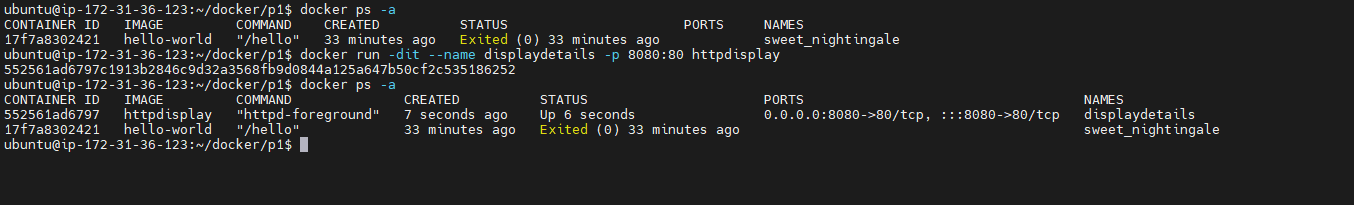 ubuntu@ip-172-31-36-123:~/docker/p1$ docker ps -a
CONTAINER ID   IMAGE         COMMAND    CREATED          STATUS                      PORTS     NAMES
17f7a8302421   hello-world   "/hello"   33 minutes ago   Exited (0) 33 minutes ago             sweet_nightingale
ubuntu@ip-172-31-36-123:~/docker/p1$ docker run -dit --name displaydetails -p 8080:80 httpdisplay
552561ad6797c1913b2846c9d32a3568fb9d0844a125a647b50cf2c535186252
ubuntu@ip-172-31-36-123:~/docker/p1$ docker ps -a
CONTAINER ID   IMAGE         COMMAND              CREATED          STATUS                      PORTS                                   NAMES
552561ad6797   httpdisplay   "httpd-foreground"   7 seconds ago    Up 6 seconds                0.0.0.0:8080->80/tcp, :::8080->80/tcp   displaydetails
17f7a8302421   hello-world   "/hello"             33 minutes ago   Exited (0) 33 minutes ago                                           sweet_nightingale
ubuntu@ip-172-31-36-123:~/docker/p1$